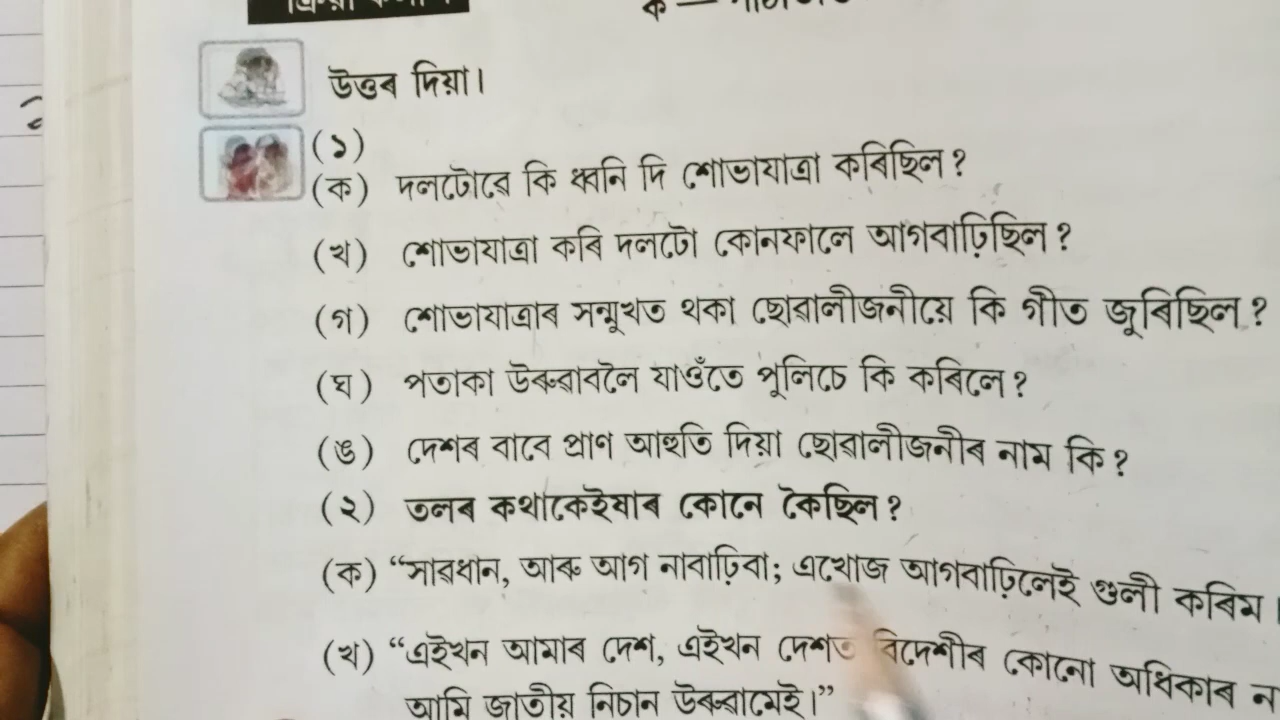 উত্তৰ দিয়া।
(১)
(ক) দলটোৱে কি ধ্বনি দি শোভাযাত্ৰা কৰিছিল?
(খ) শোভাযাত্ৰা কৰি দলটো কোনফালে আগবাঢ়িছিল?
(গ) শোভাযাত্ৰাৰ সন্মুখত থকা ছোৱালীজনীয়ে কি গীত জুৰিছিল?
(ঘ) পতাকা উৰুৱাবলৈ যাওঁতে পুলিচে কি কৰিলে?
(ঙ) দেশৰ বাবে প্ৰাণ আহুতি দিয়া ছোৱালীজনীৰ নাম কি?
(২) তলৰ কথাকেইষাৰ কোনে কৈছিল?
(ক) “সাৱধান, আৰু আগ নাবাঢ়িবা; এখোজ আগবাঢ়িলেই গুলী কৰিম।
(খ) “এইখন আমাৰ দেশ, এইখন দেশত বিদেশীৰ কোনো অধিকাৰ ন
আমি জাতীয় নিচান উৰুৱামেই।”